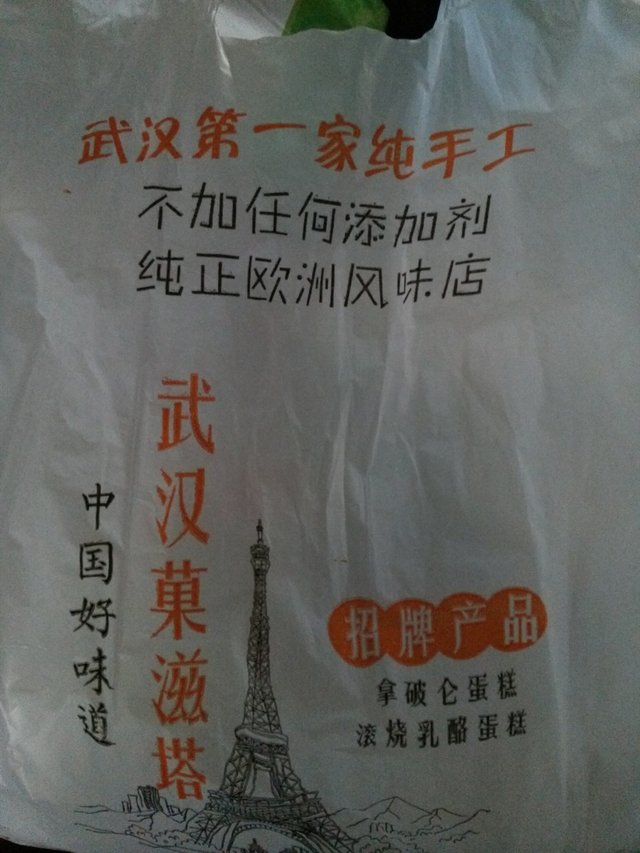 武汉第一家纯手工
不加任何添加剂
纯正欧洲风味店
武汉菓滋塔
中国好味道
招牌产品
拿破仑蛋糕
滚烧乳酪蛋糕